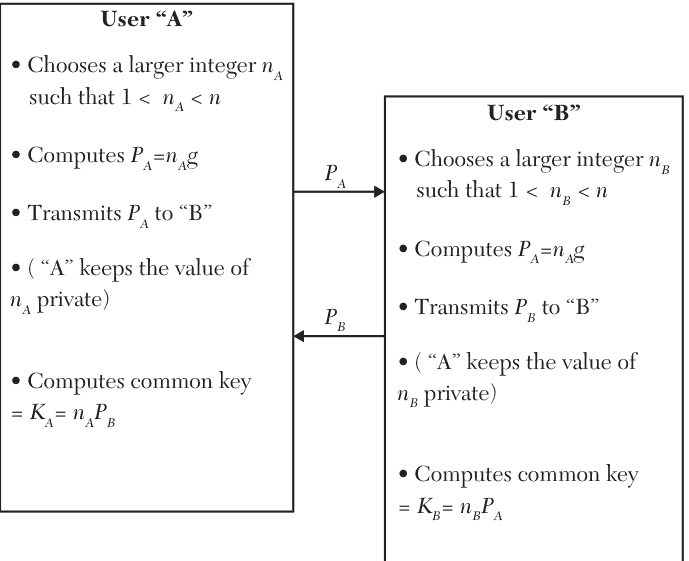 User “A”
• Chooses a larger integer n_A
such that 1 < n_A < n
• Computes P_A=n_Ag
• Transmits P_A to “B”
• ( “A” keeps the value of
n_A private)
• Computes common key
= K_A= n_AP_B
P_A
P_B
User “B”
• Chooses a larger integer n_B
such that 1 < n_B < n
• Computes P_A=n_Ag
• Transmits P_B to “B”
• ( “A” keeps the value of
n_B private)
• Computes common key
= K_B= n_BP_A